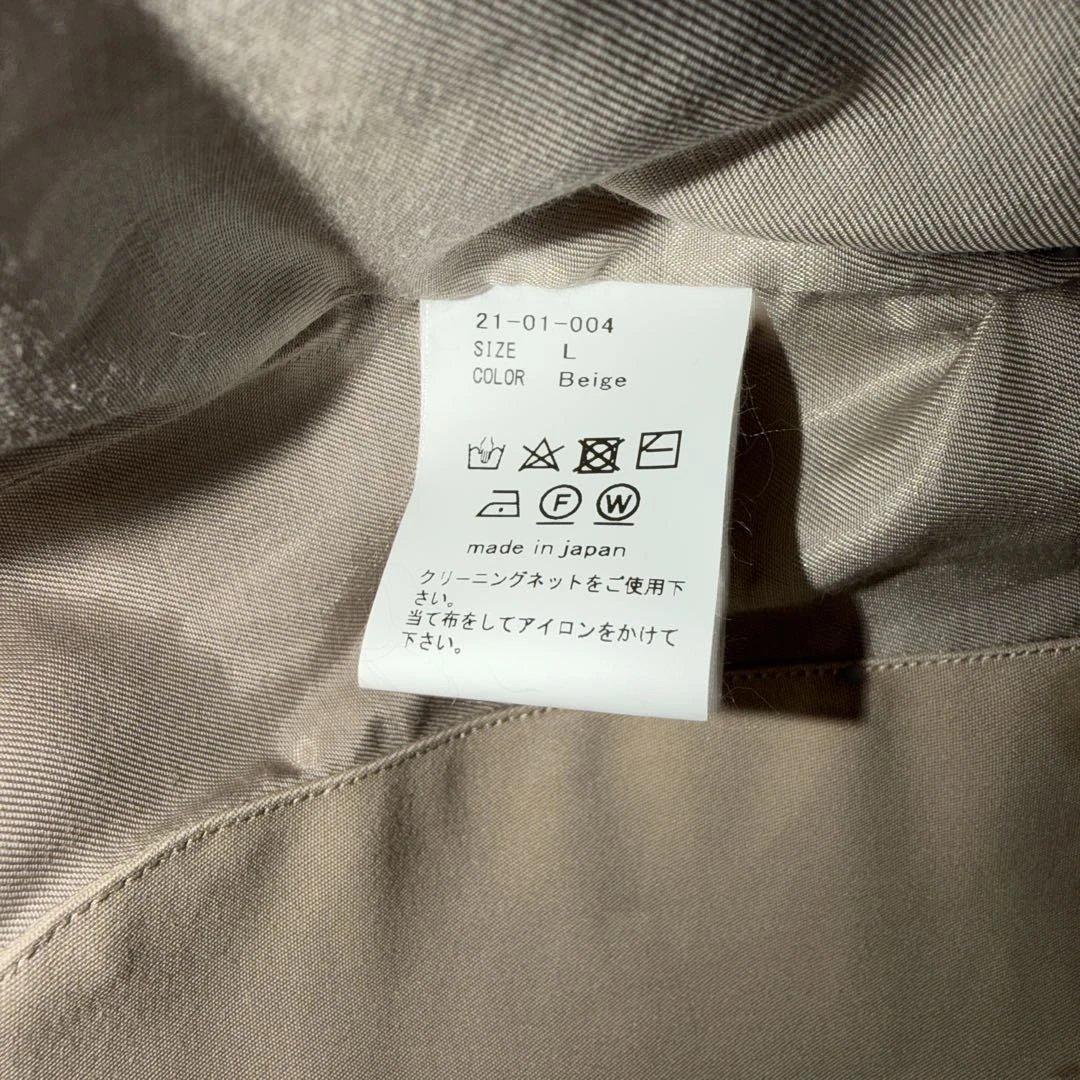 21-01-004
SIZE L
COLOR Beige
F W
made in japan
クリーニングネットをご使用下
さい。
当て布をしてアイロンをかけて
下さい。